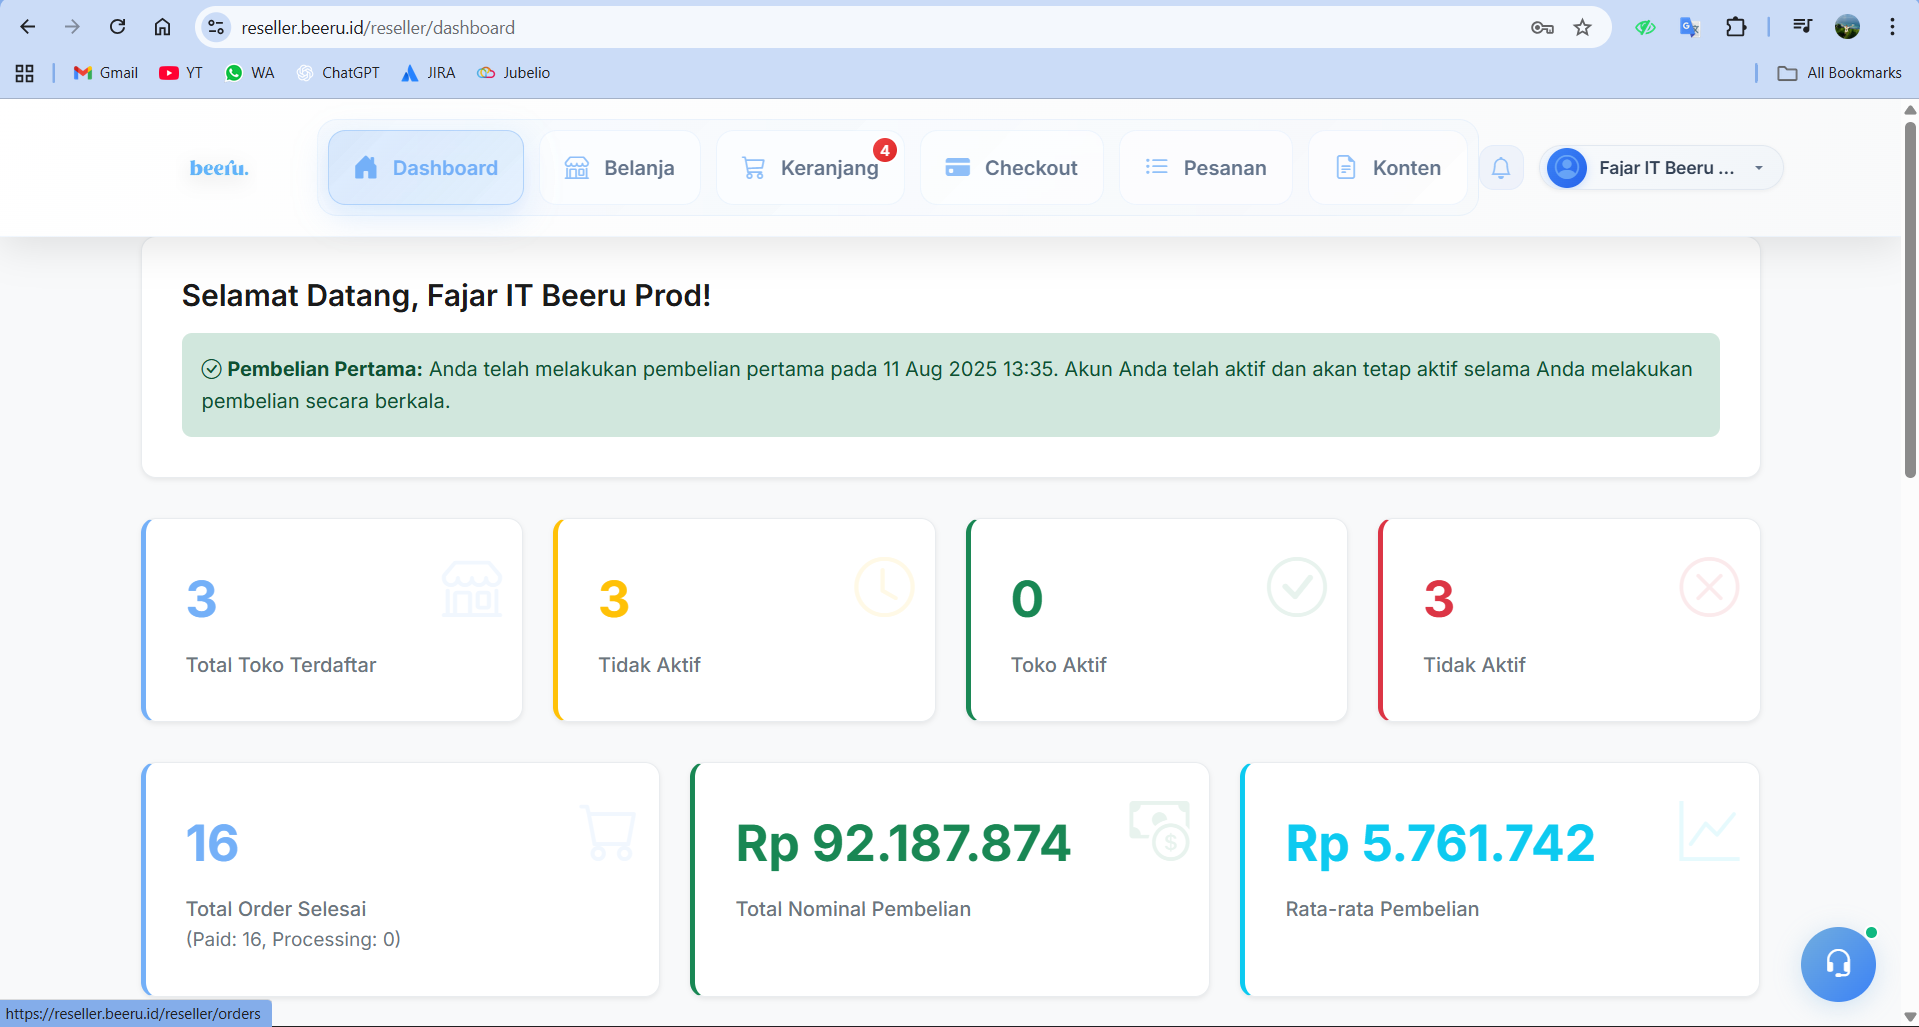 reseller.beeru.id/reseller/dashboard
Gmail
YT
WA
ChatGPT
JIRA
Jubelio
All Bookmarks
beeru.
Dashboard
Belanja
Keranjang
4
Checkout
Pesanan
Konten
Fajar IT Beeru ...
Selamat Datang, Fajar IT Beeru Prod!
Pembelian Pertama: Anda telah melakukan pembelian pertama pada 11 Aug 2025 13:35. Akun Anda telah aktif dan akan tetap aktif selama Anda melakukan
pembelian secara berkala.
3
Total Toko Terdaftar
3
Tidak Aktif
0
Toko Aktif
3
Tidak Aktif
16
Total Order Selesai
(Paid: 16, Processing: 0)
Rp 92.187.874
Total Nominal Pembelian
Rp 5.761.742
Rata-rata Pembelian
https://reseller.beeru.id/reseller/orders